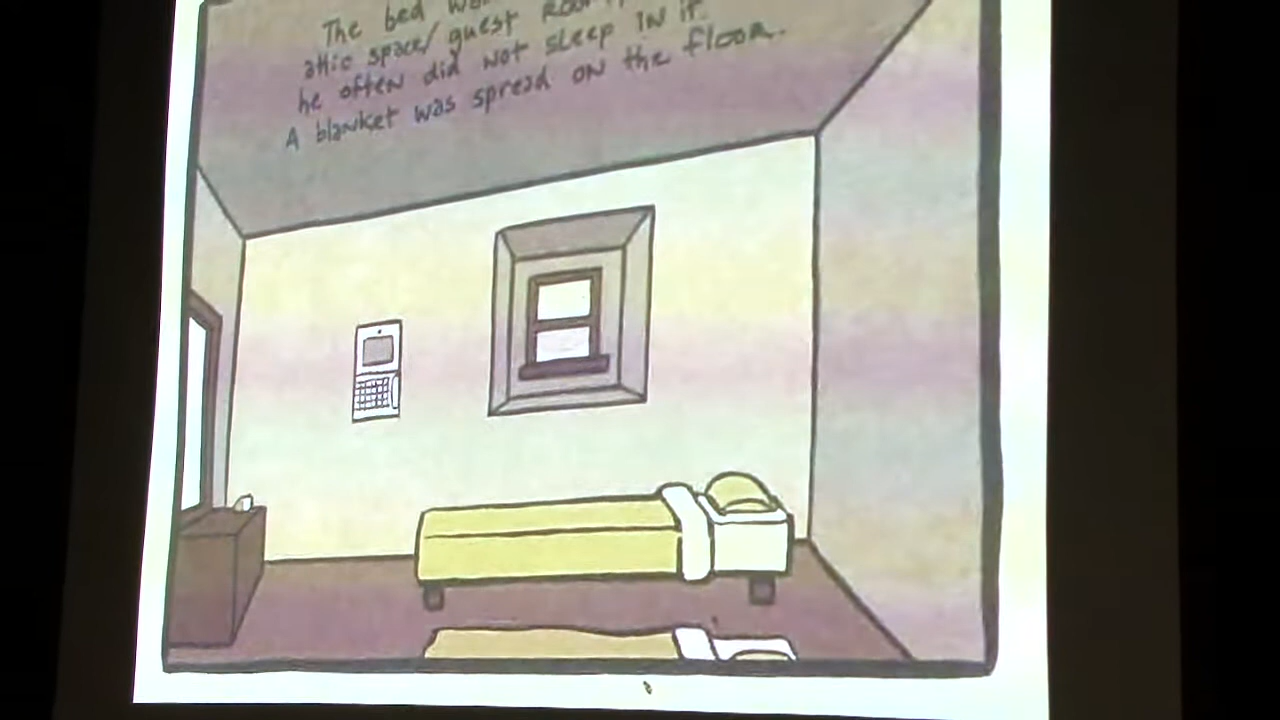 The bed
attic space/ guest
he often did not sleep in it.
A blanket was spread on the floor.